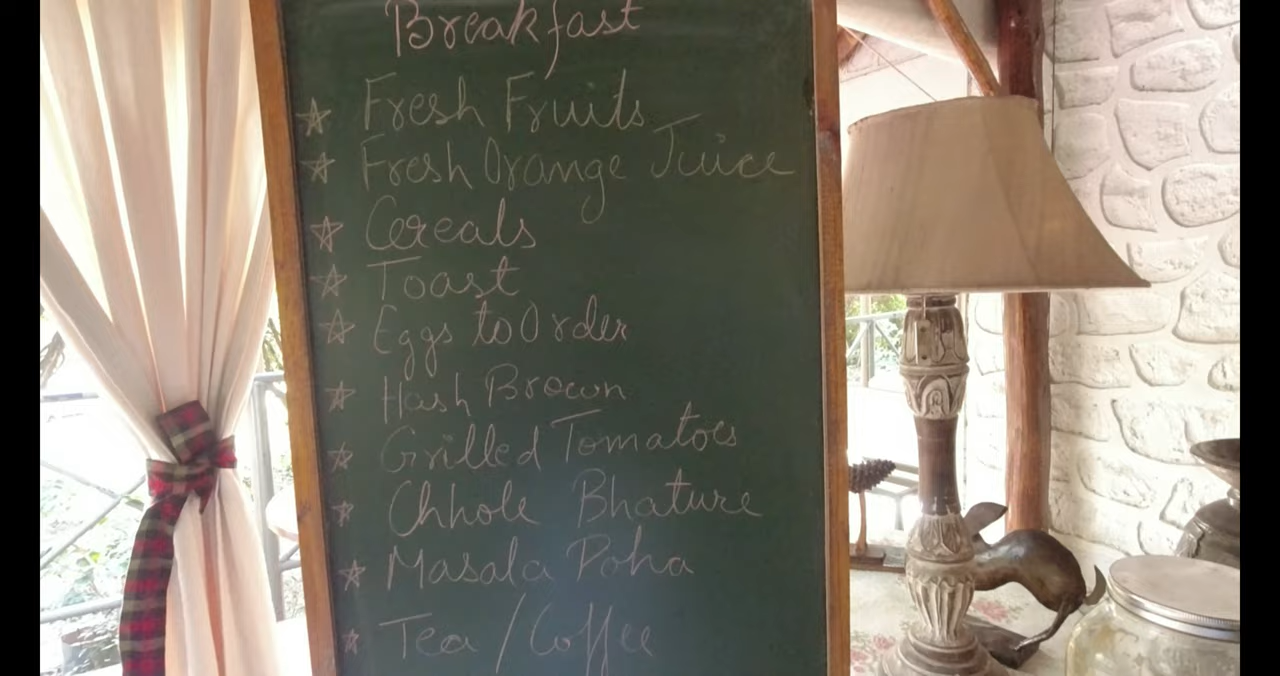 Breakfast
☆ Fresh Fruits
☆ Fresh Orange Juice
☆ Cereals
☆ Toast
☆ Eggs to Order
☆ Hash Brown
☆ Grilled Tomatoes
☆ Chhole Bhature
☆ Masala Poha
☆ Tea / Coffee